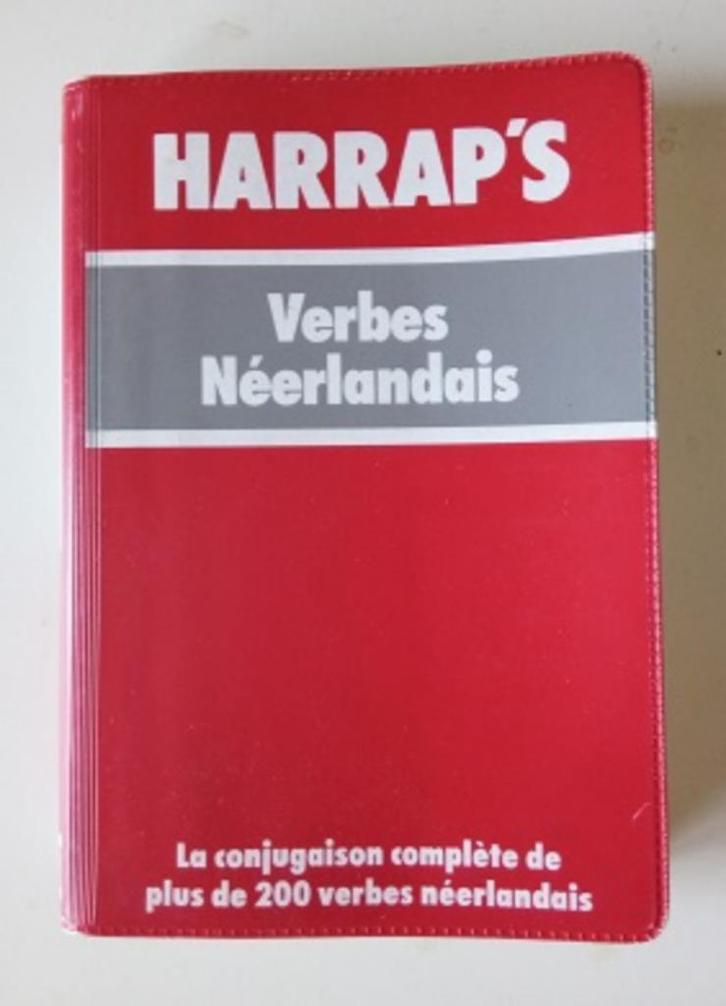 HARRAP'S
Verbes
Néerlandais
La conjugaison complète de
plus de 200 verbes néerlandais